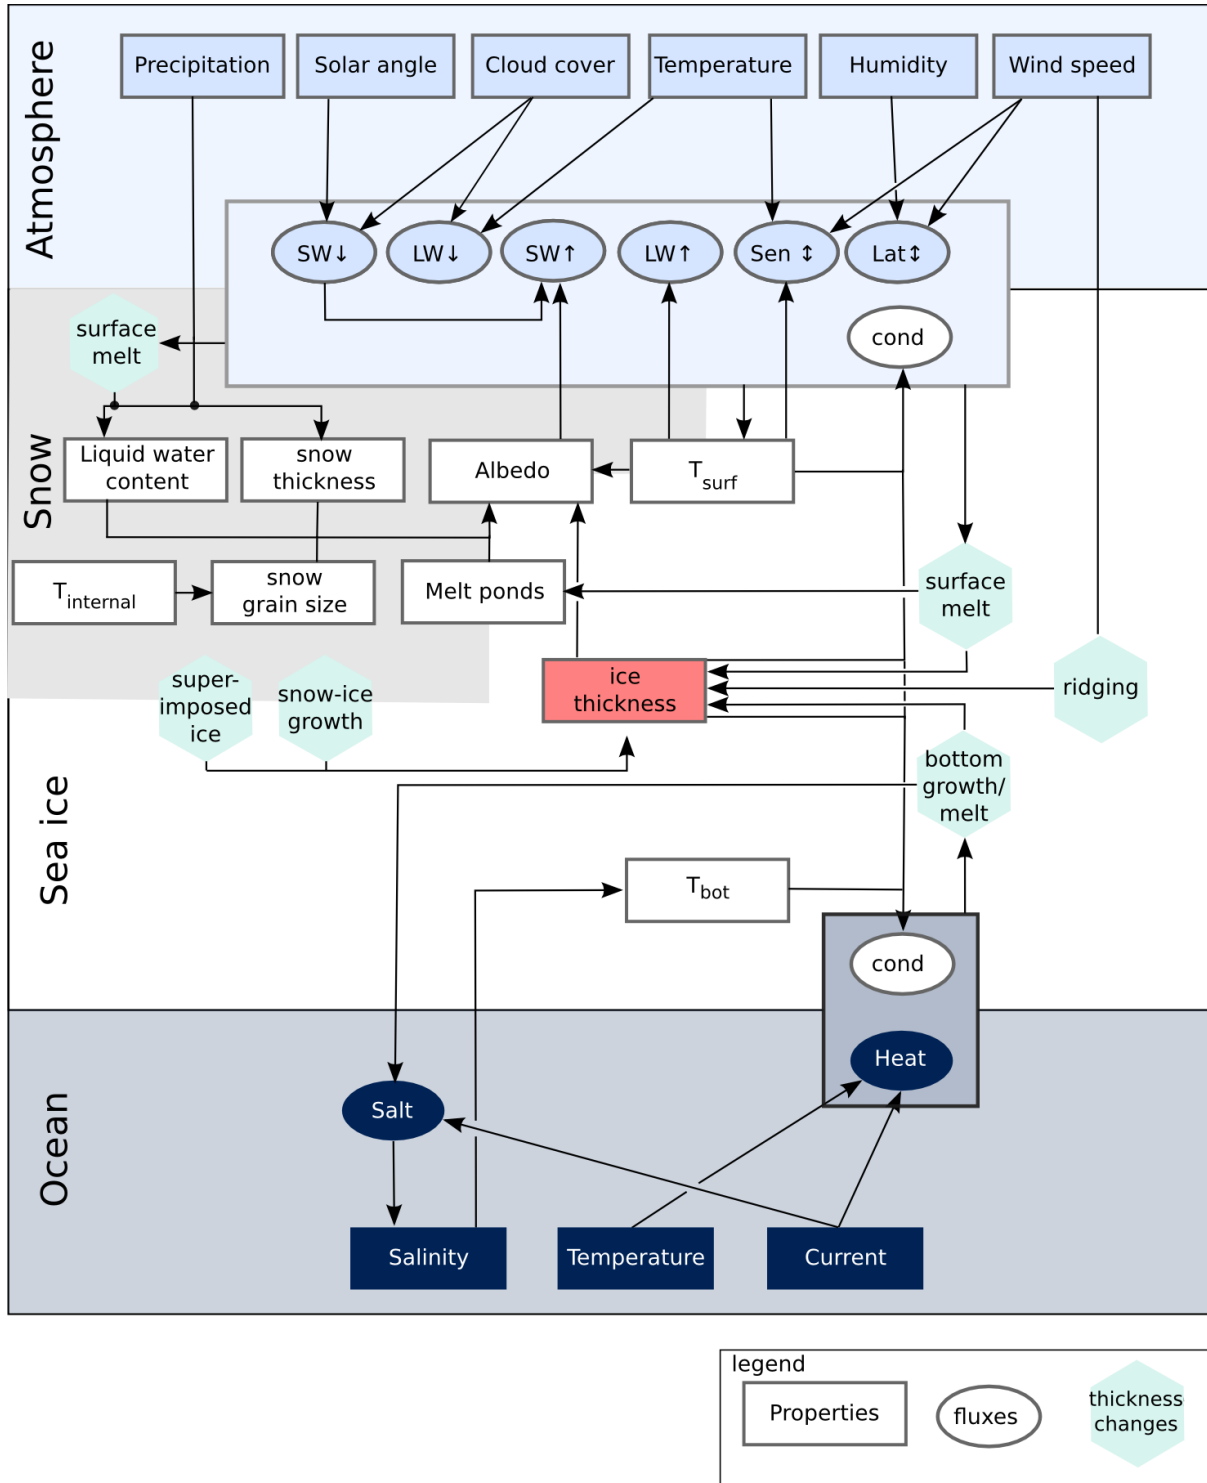 Atmosphere
Precipitation
Solar angle
Cloud cover
Temperature
Humidity
Wind speed
SW↓
LW↓
SW↑
LW↑
Sen ↕
Lat↕
cond
Snow
surface
melt
Liquid water
content
snow
thickness
Albedo
Tsurf
Tinternal
snow
grain size
Melt ponds
surface
melt
Sea ice
super-
imposed
ice
snow-ice
growth
ice
thickness
ridging
bottom
growth/
melt
Tbot
cond
Ocean
Heat
Salt
Salinity
Temperature
Current
legend
Properties
fluxes
thickness
changes